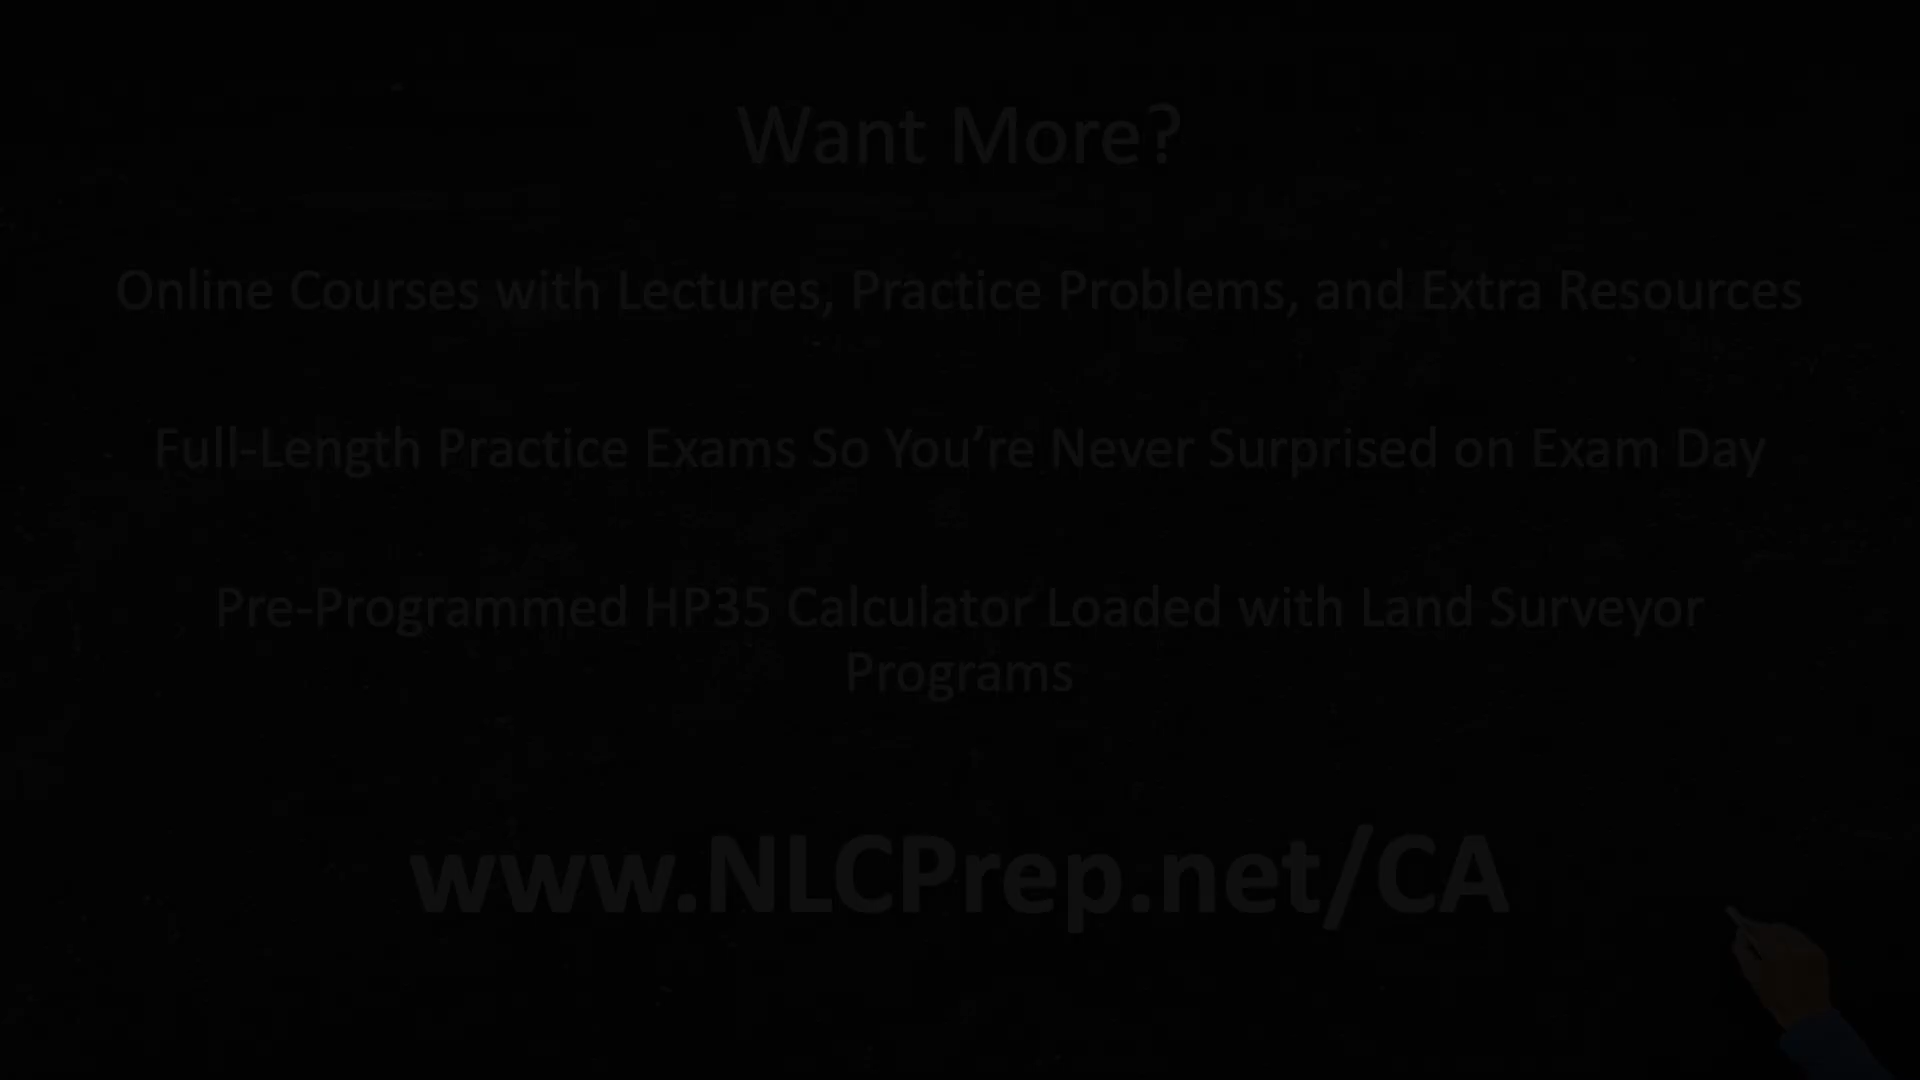 Want More?
Online Courses with Lectures, Practice Problems, and Extra Resources
Full-Length Practice Exams So You’re Never Surprised on Exam Day
Pre-Programmed HP35 Calculator Loaded with Land Surveyor
Programs
www.NLCPrep.net/CA